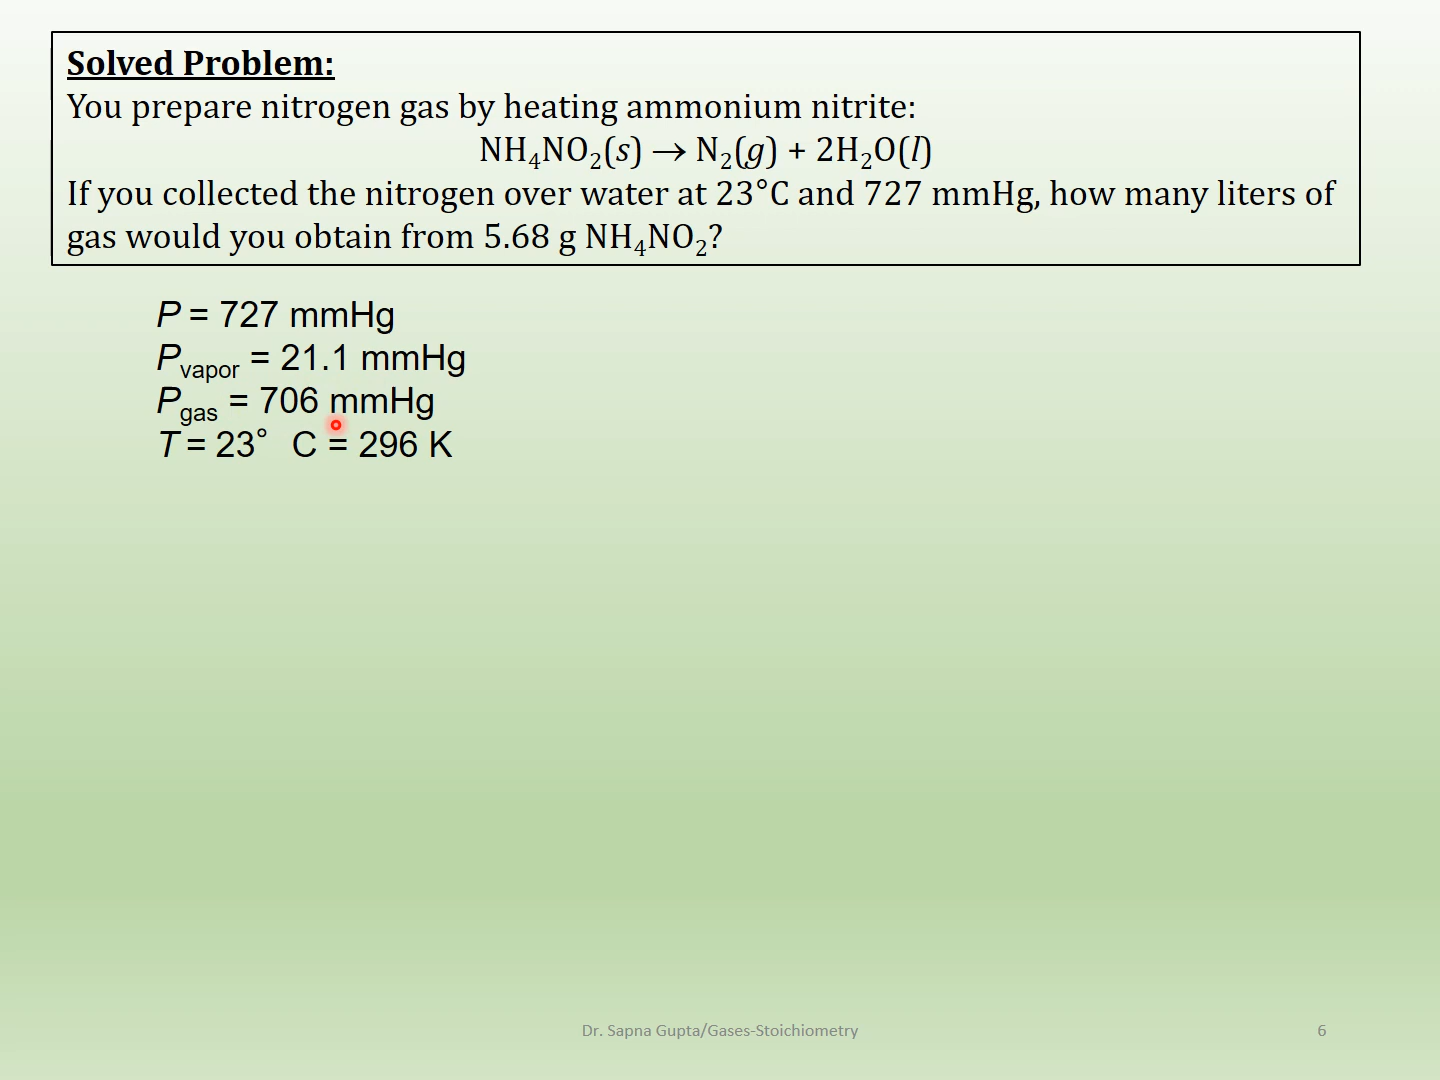 Solved Problem:
You prepare nitrogen gas by heating ammonium nitrite:
NH₄NO₂(s) → N₂(g) + 2H₂O(l)
If you collected the nitrogen over water at 23°C and 727 mmHg, how many liters of
gas would you obtain from 5.68 g NH₄NO₂?
P = 727 mmHg
Pvapor = 21.1 mmHg
Pgas = 706 mmHg
T = 23° C = 296 K
Dr. Sapna Gupta/Gases-Stoichiometry
6